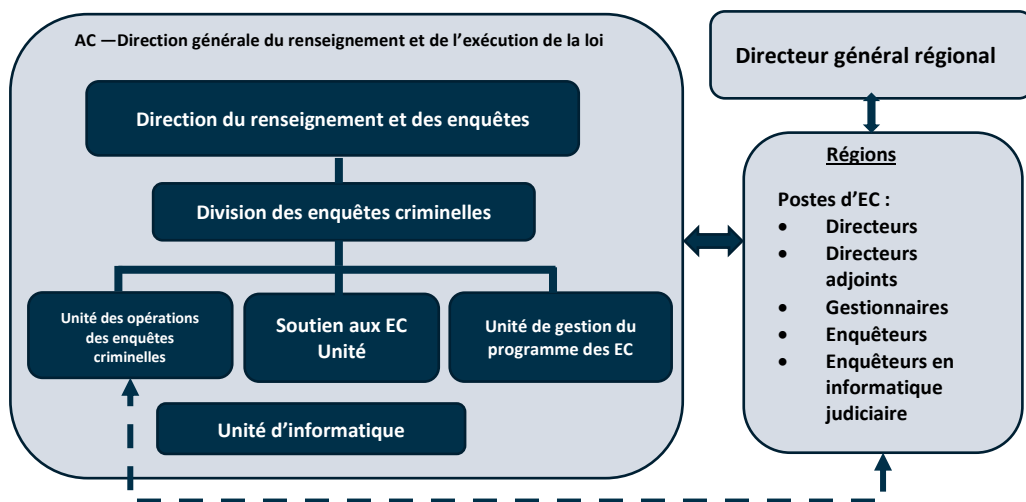 AC —Direction générale du renseignement et de l'exécution de la loi
Direction du renseignement et des enquêtes
Division des enquêtes criminelles
Unité des opérations
des enquêtes
criminelles
Soutien aux EC
Unité
Unité de gestion du
programme des EC
Unité d'informatique
Directeur général régional
Régions
Postes d'EC :
• Directeurs
• Directeurs
adjoints
• Gestionnaires
• Enquêteurs
• Enquêteurs en
informatique
judiciaire